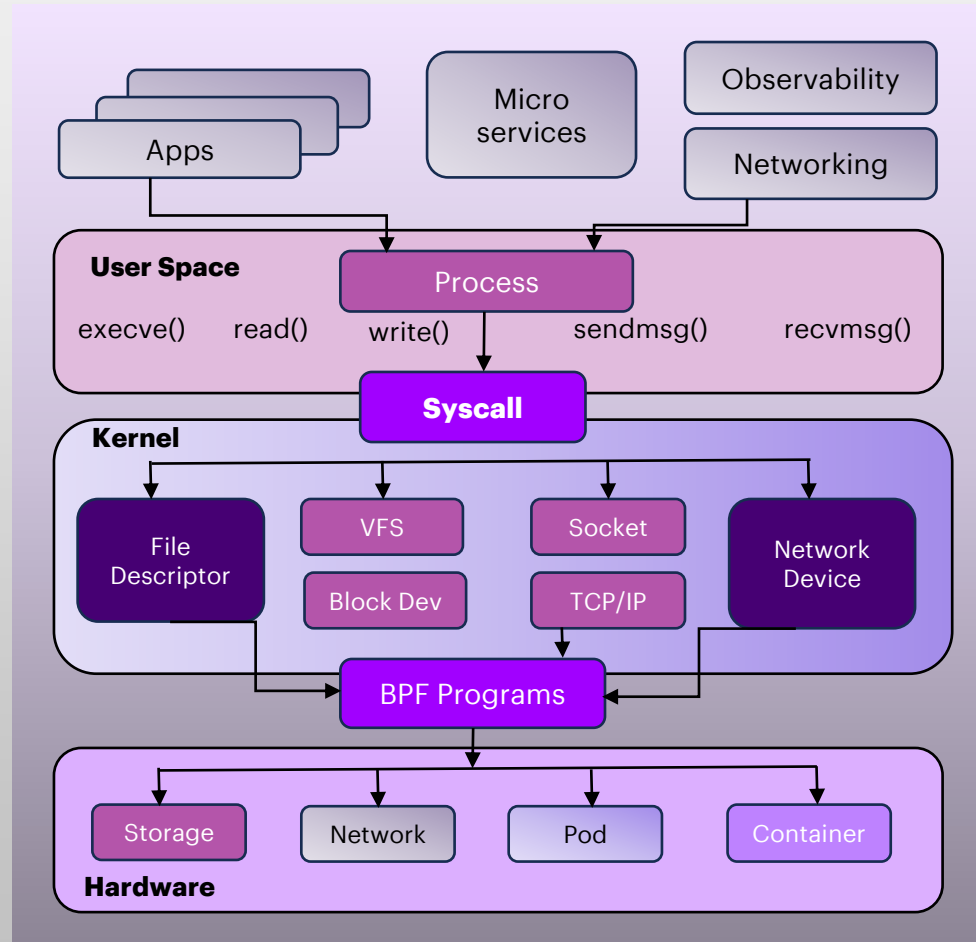 Apps
Micro
services
Observability
Networking
User Space
Process
execve()
read()
write()
sendmsg()
recvmsg()
Syscall
Kernel
File
Descriptor
VFS
Socket
Network
Device
Block Dev
TCP/IP
BPF Programs
Storage
Network
Pod
Container
Hardware